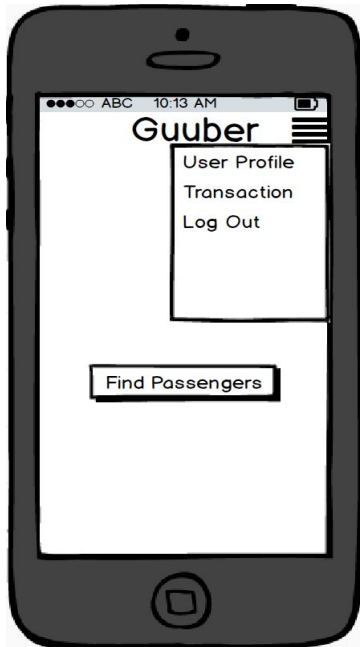 ABC 10:13 AM
Guuber
User Profile
Transaction
Log Out
Find Passengers